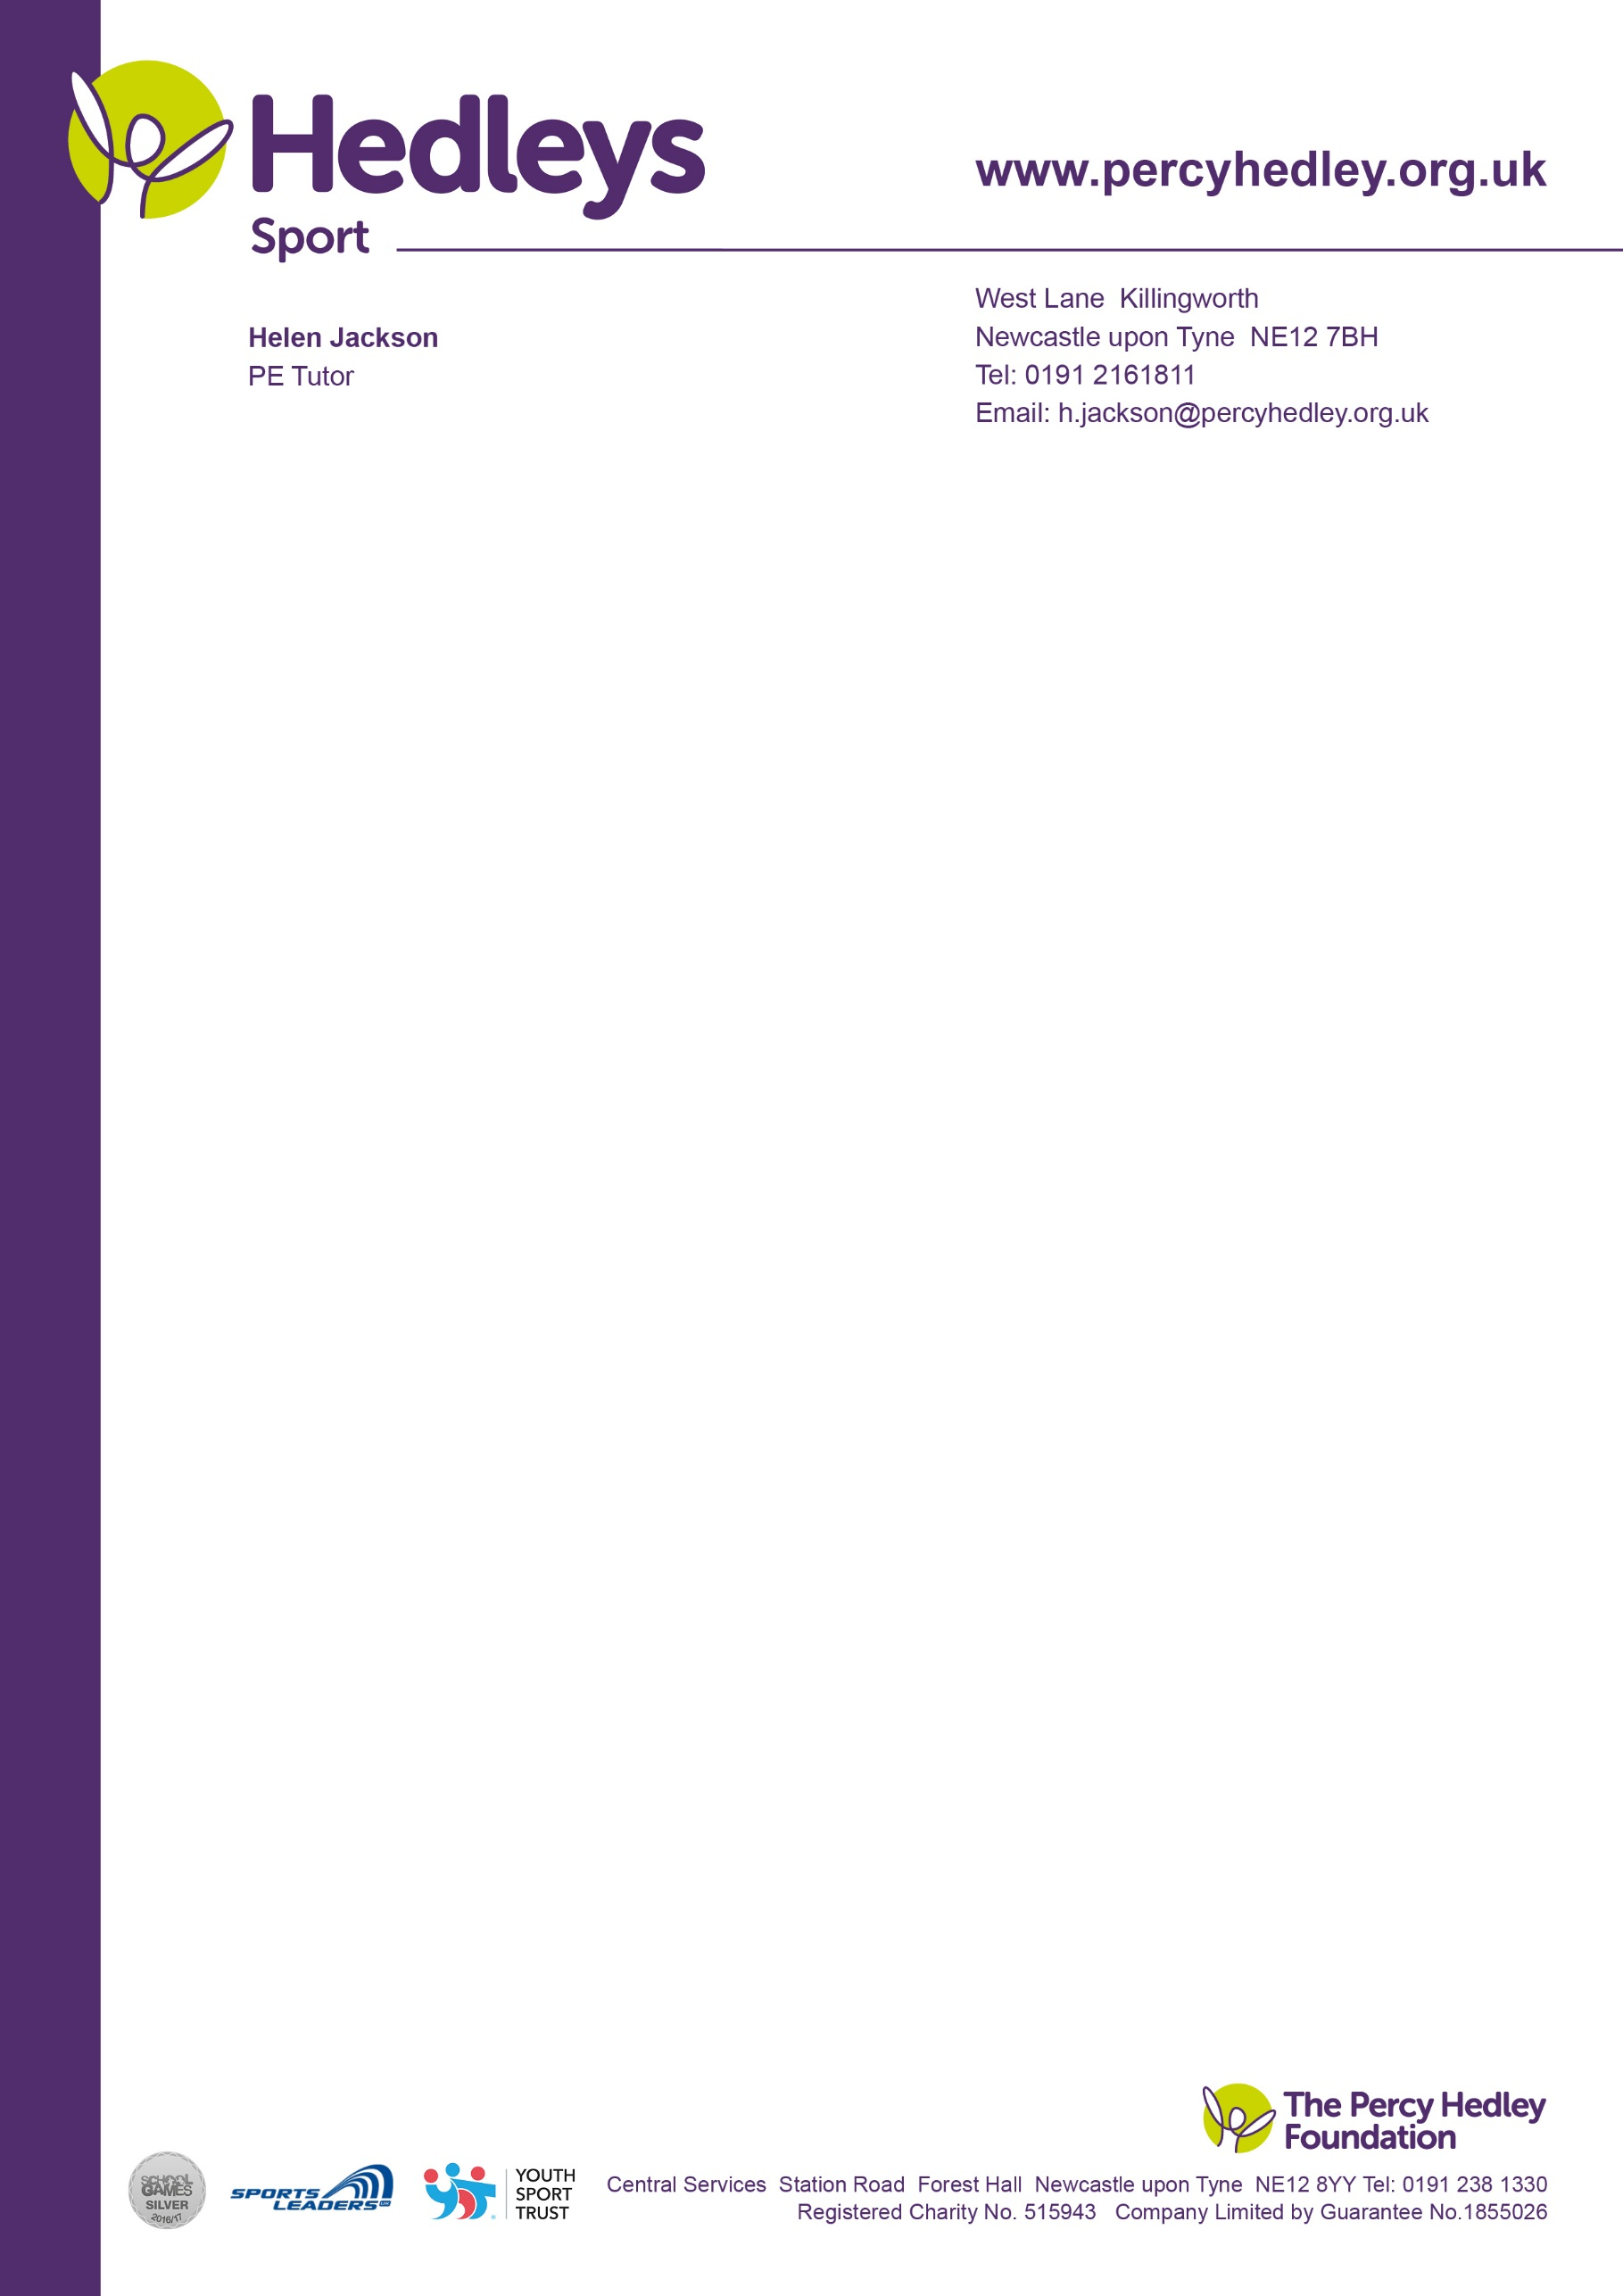 Hedleys
Sport
www.percyhedley.org.uk
Helen Jackson
PE Tutor
West Lane  Killingworth
Newcastle upon Tyne  NE12 7BH
Tel: 0191 2161811
Email: h.jackson@percyhedley.org.uk
The Percy Hedley
Foundation
SCHOOL
GAMES
SILVER
2016/17
SPORTS
LEADERS UK
YOUTH
SPORT
TRUST
Central Services  Station Road  Forest Hall  Newcastle upon Tyne  NE12 8YY Tel: 0191 238 1330
Registered Charity No. 515943   Company Limited by Guarantee No.1855026